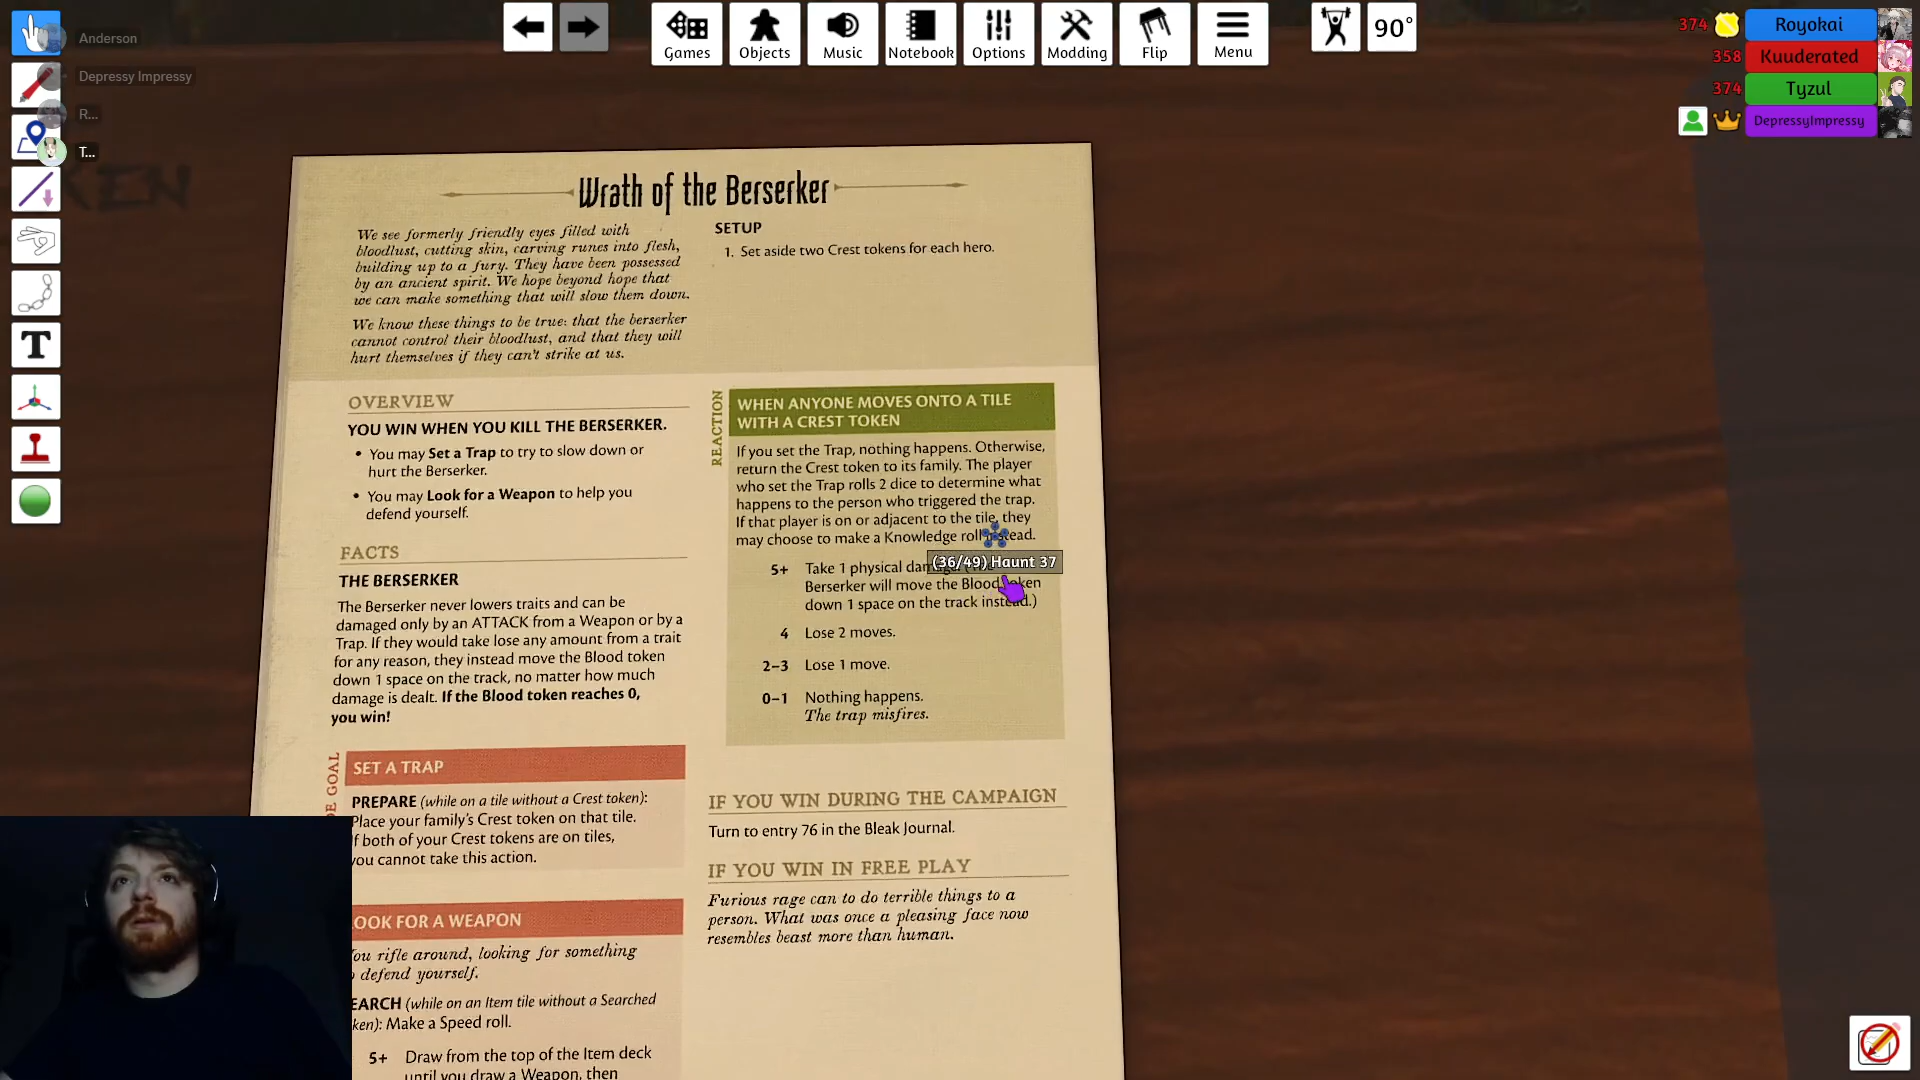 Anderson
Depressy Impressy
R...
T...
KEN
Games
Objects
Music
Notebook
Options
Modding
Flip
Menu
90°
374 Royokai
358 Kuuderated
374 Tyzul
DepressyImpressy
T
Wrath of the Berserker
We see formerly friendly eyes filled with
bloodlust, cutting skin, carving runes into flesh,
building up to a fury. They have been possessed
by an ancient spirit. We hope beyond hope that
we can make something that will slow them down.
We know these things to be true: that the berserker
cannot control their bloodlust, and that they will
hurt themselves if they can't strike at us.
SETUP
1. Set aside two Crest tokens for each hero.
OVERVIEW
YOU WIN WHEN YOU KILL THE BERSERKER.
• You may Set a Trap to try to slow down or
hurt the Berserker.
• You may Look for a Weapon to help you
defend yourself.
FACTS
THE BERSERKER
The Berserker never lowers traits and can be
damaged only by an ATTACK from a Weapon or by a
Trap. If they would take lose any amount from a trait
for any reason, they instead move the Blood token
down 1 space on the track, no matter how much
damage is dealt. If the Blood token reaches 0,
you win!
GOAL
SET A TRAP
PREPARE (while on a tile without a Crest token):
Place your family's Crest token on that tile.
If both of your Crest tokens are on tiles,
you cannot take this action.
LOOK FOR A WEAPON
You rifle around, looking for something
defend yourself.
EARCH (while on an Item tile without a Searched
ken): Make a Speed roll.
5+ Draw from the top of the Item deck
until you draw a Weapon, then
REACTION
WHEN ANYONE MOVES ONTO A TILE
WITH A CREST TOKEN
If you set the Trap, nothing happens. Otherwise,
return the Crest token to its family. The player
who set the Trap rolls 2 dice to determine what
happens to the person who triggered the trap.
If that player is on or adjacent to the tile, they
may choose to make a Knowledge roll instead.
(36/49) Haunt 37
5+ Take 1 physical
Berserker will move the Blood token
down 1 space on the track instead.)
4 Lose 2 moves.
2–3 Lose 1 move.
0–1 Nothing happens.
The trap misfires.
IF YOU WIN DURING THE CAMPAIGN
Turn to entry 76 in the Bleak Journal.
IF YOU WIN IN FREE PLAY
Furious rage can to do terrible things to a
person. What was once a pleasing face now
resembles beast more than human.